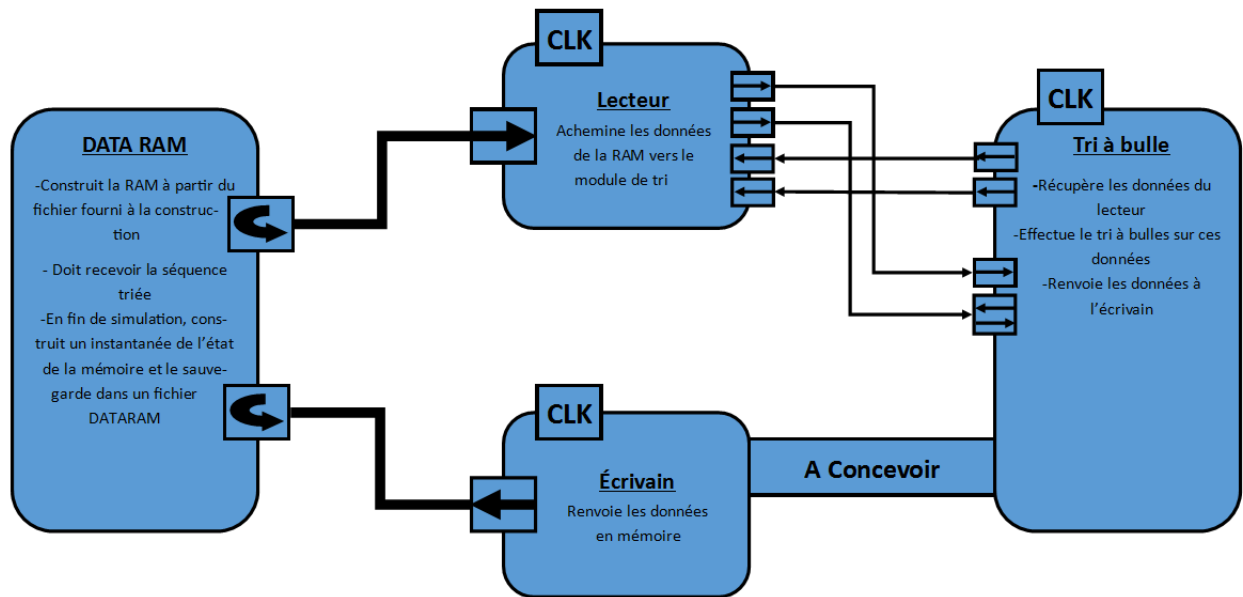 DATA RAM
-Construit la RAM à partir du
fichier fourni à la construc-
tion
- Doit recevoir la séquence
triée
-En fin de simulation, cons-
truit un instantanée de l'état
de la mémoire et le sauve-
garde dans un fichier
DATARAM
CLK
Lecteur
Achemine les données
de la RAM vers le
module de tri
CLK
Tri à bulle
-Récupère les données du
lecteur
-Effectue le tri à bulles sur ces
données
-Renvoie les données à
l'écrivain
CLK
Écrivain
Renvoie les données
en mémoire
A Concevoir